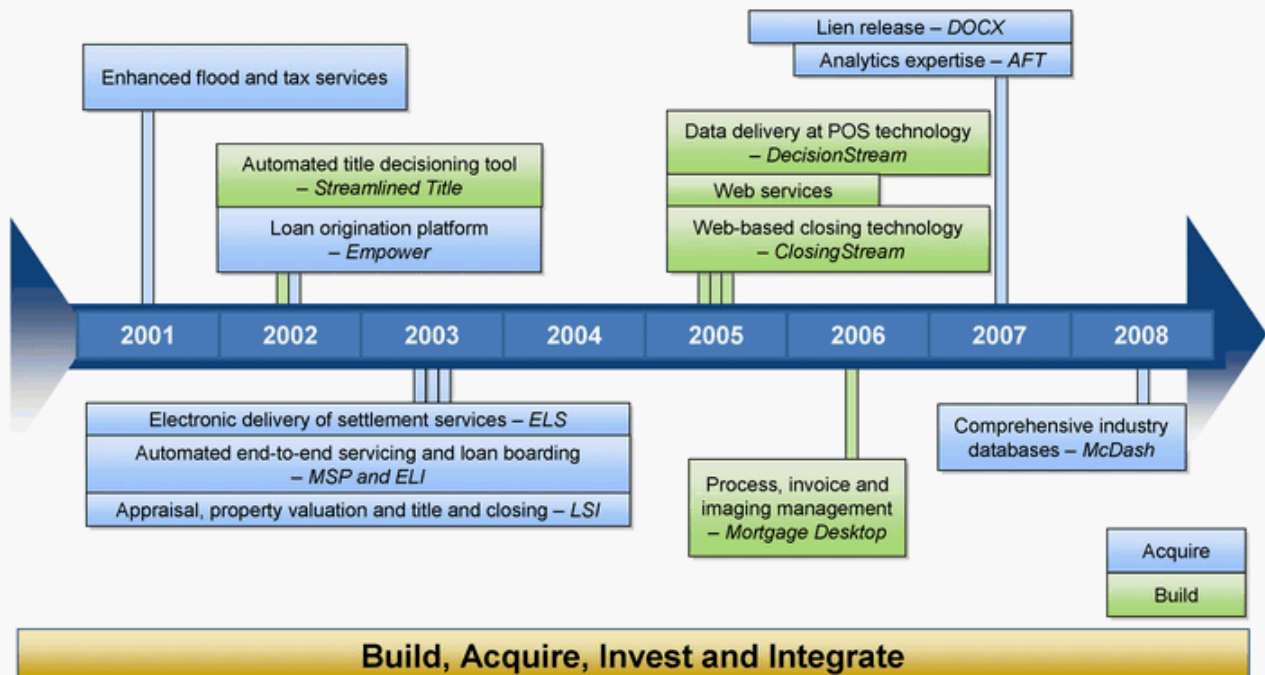 Lien release – DOCX
Analytics expertise – AFT
Enhanced flood and tax services
Data delivery at POS technology
– DecisionStream
Automated title decisioning tool
– Streamlined Title
Web services
Loan origination platform
– Empower
Web-based closing technology
– ClosingStream
2001
2002
2003
2004
2005
2006
2007
2008
Electronic delivery of settlement services – ELS
Automated end-to-end servicing and loan boarding
– MSP and ELI
Appraisal, property valuation and title and closing – LSI
Comprehensive industry
databases – McDash
Process, invoice and
imaging management
– Mortgage Desktop
Acquire
Build
Build, Acquire, Invest and Integrate